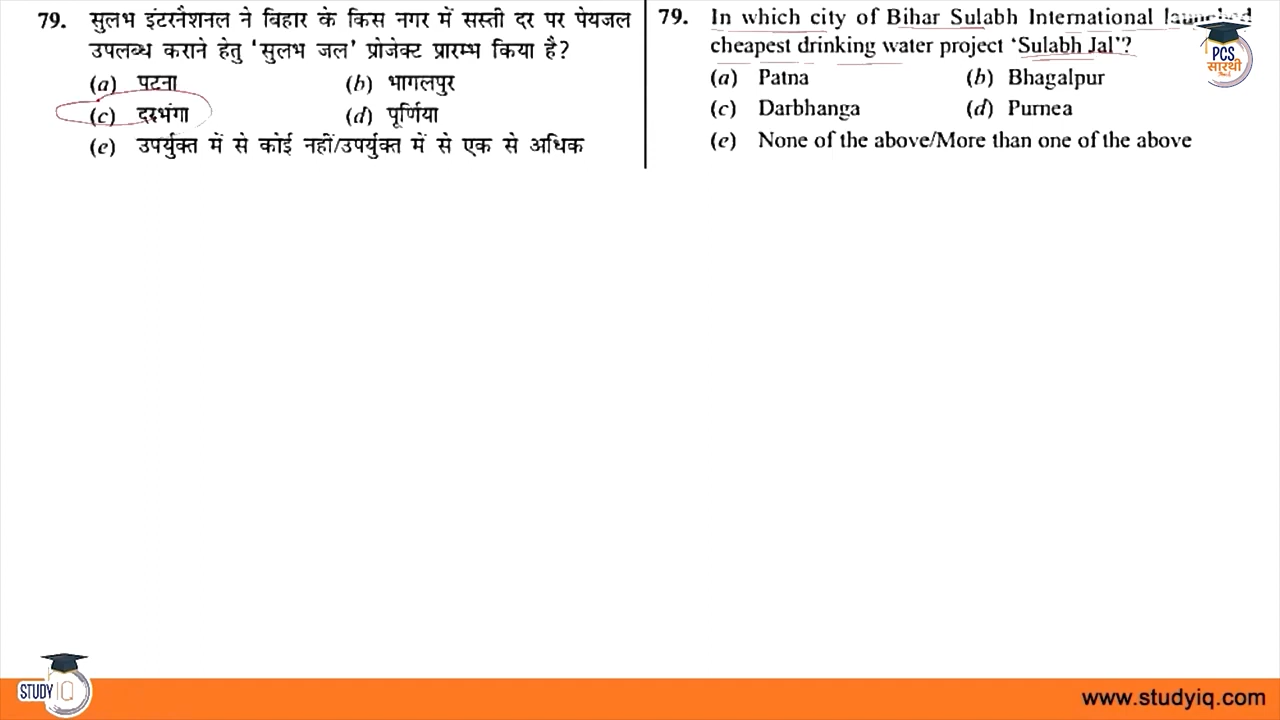 79. सुलभ इंटरनैशनल ने बिहार के किस नगर में सस्ती दर पर पेयजल
उपलब्ध कराने हेतु 'सुलभ जल' प्रोजेक्ट प्रारम्भ किया है?
(a) पटना (b) भागलपुर
(c) दरभंगा (d) पूर्णिया
(e) उपर्युक्त में से कोई नहीं/उपर्युक्त में से एक से अधिक
79. In which city of Bihar Sulabh International launched
cheapest drinking water project 'Sulabh Jal'?
(a) Patna (b) Bhagalpur
(c) Darbhanga (d) Purnea
(e) None of the above/More than one of the above
PCS
सारथी
STUDY IQ
www.studyiq.com